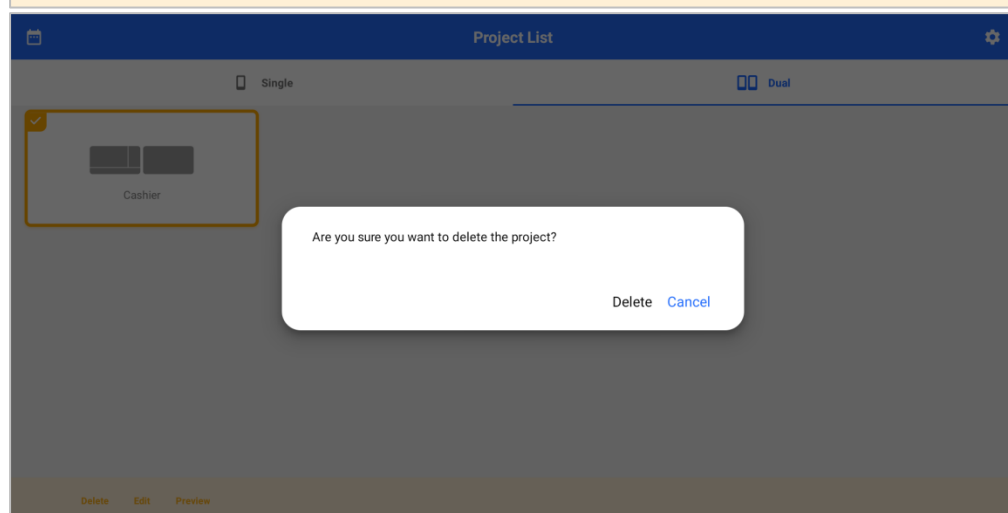 Project List
Single
Dual
Cashier
Are you sure you want to delete the project?
Delete Cancel
Delete Edit Preview